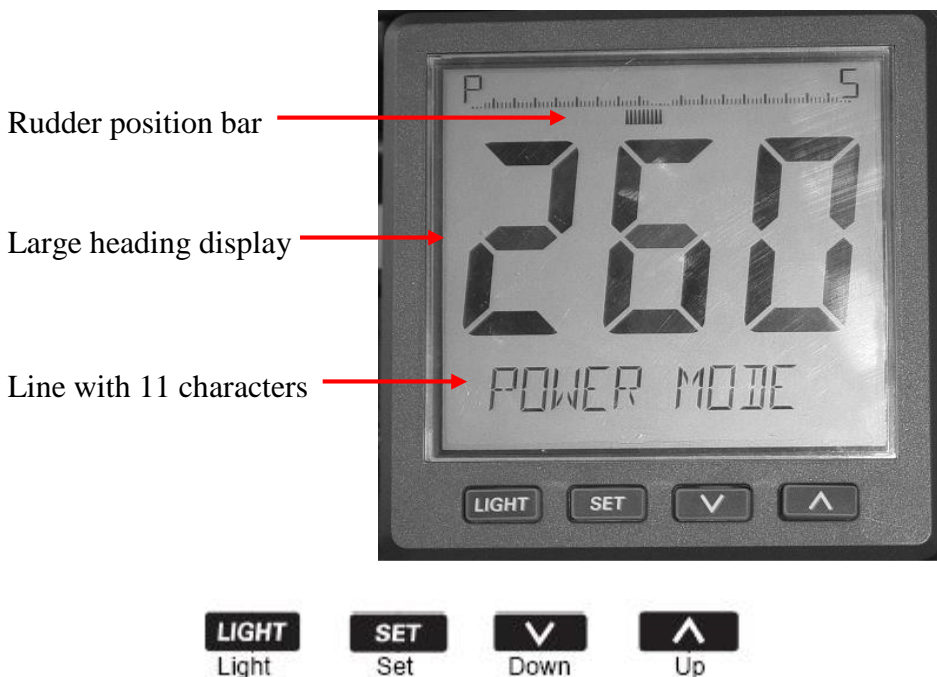 P S
Rudder position bar
260
Large heading display
Line with 11 characters
POWER MODE
LIGHT SET
LIGHT SET
Light Set Down Up